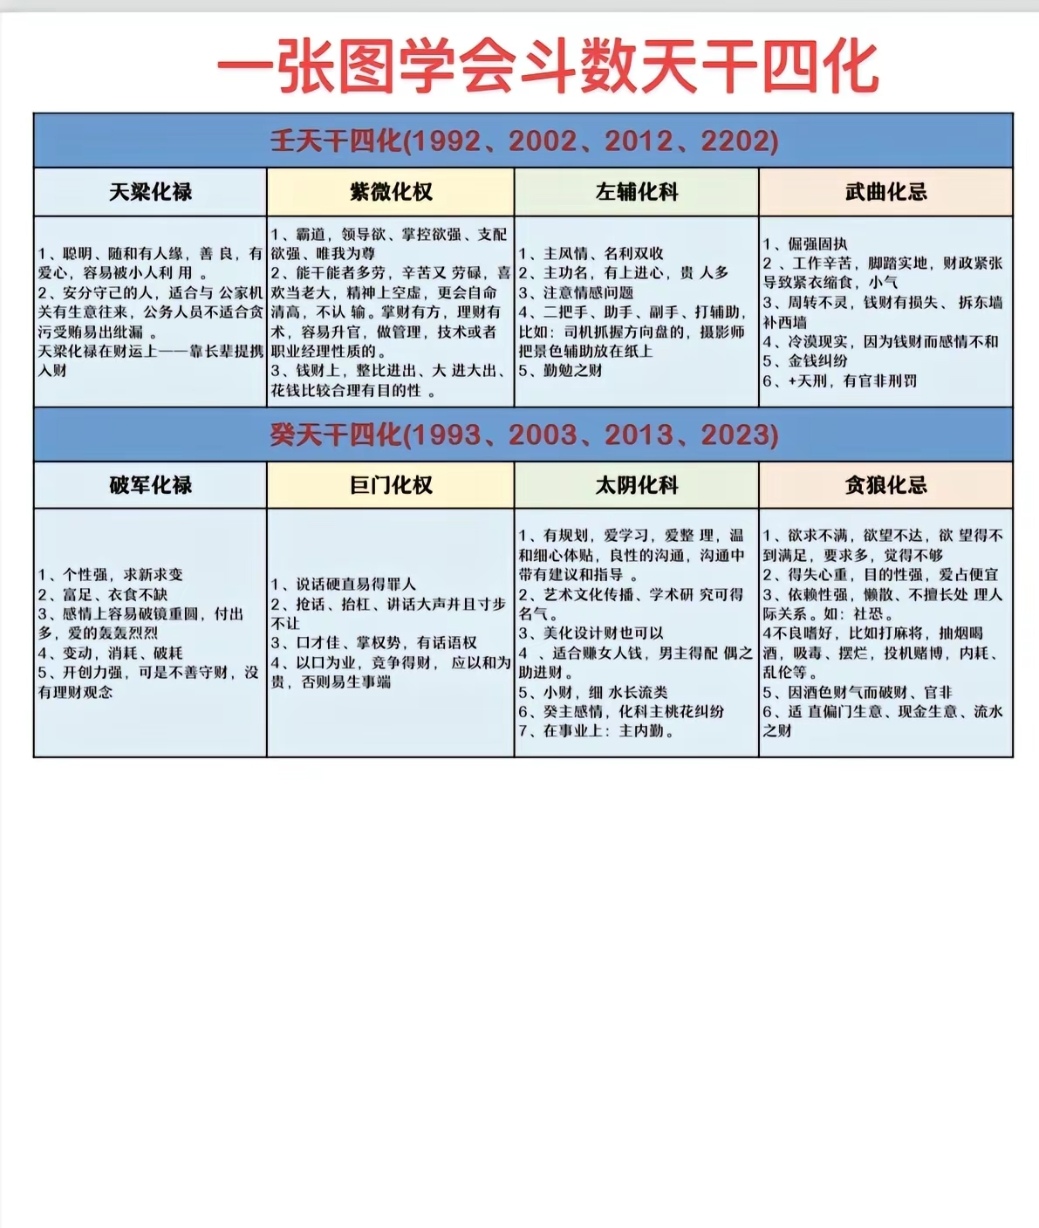 一张图学会斗数天干四化
壬天干四化(1992、2002、2012、2202)
天梁化禄
紫微化权
左辅化科
武曲化忌
1、聪明、随和有人缘，善 良，有
爱心，容易被小人利 用 。
2、安分守己的人，适合与 公家机
关有生意往来，公务人员不适合贪
污受贿易出纰漏 。
天梁化禄在财运上——靠长辈提携
入财
1、霸道，领导欲、掌控欲强、支配
欲强、唯我为尊
2、能干能者多劳，辛苦又 劳碌，喜
欢当老大，精神上空虚，更会自命
清高，不认 输。掌财有方，理财有
术，容易升官，做管理，技术或者
职业经理性质的。
3、钱财上，整比进出、大 进大出、
花钱比较合理有目的性 。
1、主风情、名利双收
2、主功名，有上进心，贵 人多
3、注意情感问题
4、二把手、助手、副手、打辅助，
比如：司机抓握方向盘的，摄影师
把景色辅助放在纸上
5、勤勉之财
1、倔强固执
2 、工作辛苦，脚踏实地，财政紧张
导致紧衣缩食，小气
3、周转不灵，钱财有损失、 拆东墙
补西墙
4、冷漠现实，因为钱财而感情不和
5、金钱纠纷
6、+天刑，有官非刑罚
癸天干四化(1993、2003、2013、2023)
破军化禄
巨门化权
太阴化科
贪狼化忌
1、个性强，求新求变
2、富足、衣食不缺
3、感情上容易破镜重圆，付出
多，爱的轰轰烈烈
4、变动，消耗、破耗
5、开创力强，可是不善守财，没
有理财观念
1、说话硬直易得罪人
2、抢话、抬杠、讲话大声并且寸步
不让
3、口才佳、掌权势，有话语权
4、以口为业，竞争得财， 应以和为
贵，否则易生事端
1、有规划，爱学习，爱整 理，温
和细心体贴，良性的沟通，沟通中
带有建议和指导 。
2、艺术文化传播、学术研 究可得
名气。
3、美化设计财也可以
4 、适合赚女人钱，男主得配 偶之
助进财。
5、小财，细 水长流类
6、癸主感情，化科主桃花纠纷
7、在事业上：主内勤。
1、欲求不满，欲望不达，欲 望得不
到满足，要求多，觉得不够
2、得失心重，目的性强，爱占便宜
3、依赖性强，懒散、不擅长处 理人
际关系。如：社恐。
4不良嗜好，比如打麻将，抽烟喝
酒，吸毒、摆烂，投机赌博，内耗、
乱伦等。
5、因酒色财气而破财、官非
6、适 直偏门生意、现金生意、流水
之财